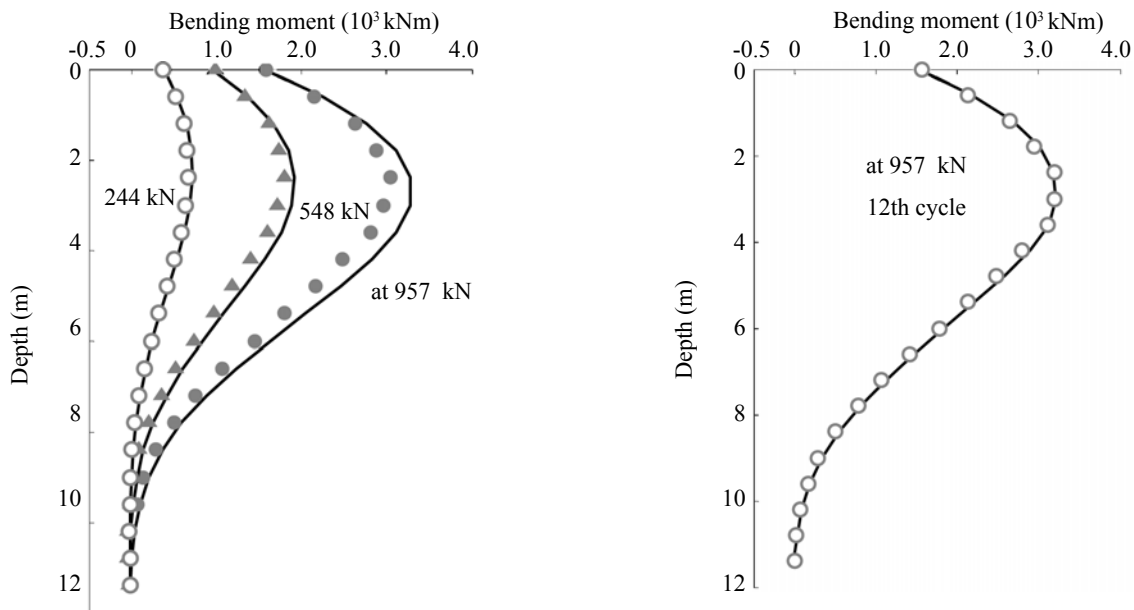 Bending moment (10³ kNm)
-0.5 0 1.0 2.0 3.0 4.0
0
2
4
6
8
10
12
Depth (m)
244 kN
548 kN
at 957 kN
Bending moment (10³ kNm)
-0.5 0 1.0 2.0 3.0 4.0
0
2
4
6
8
10
12
Depth (m)
at 957 kN
12th cycle